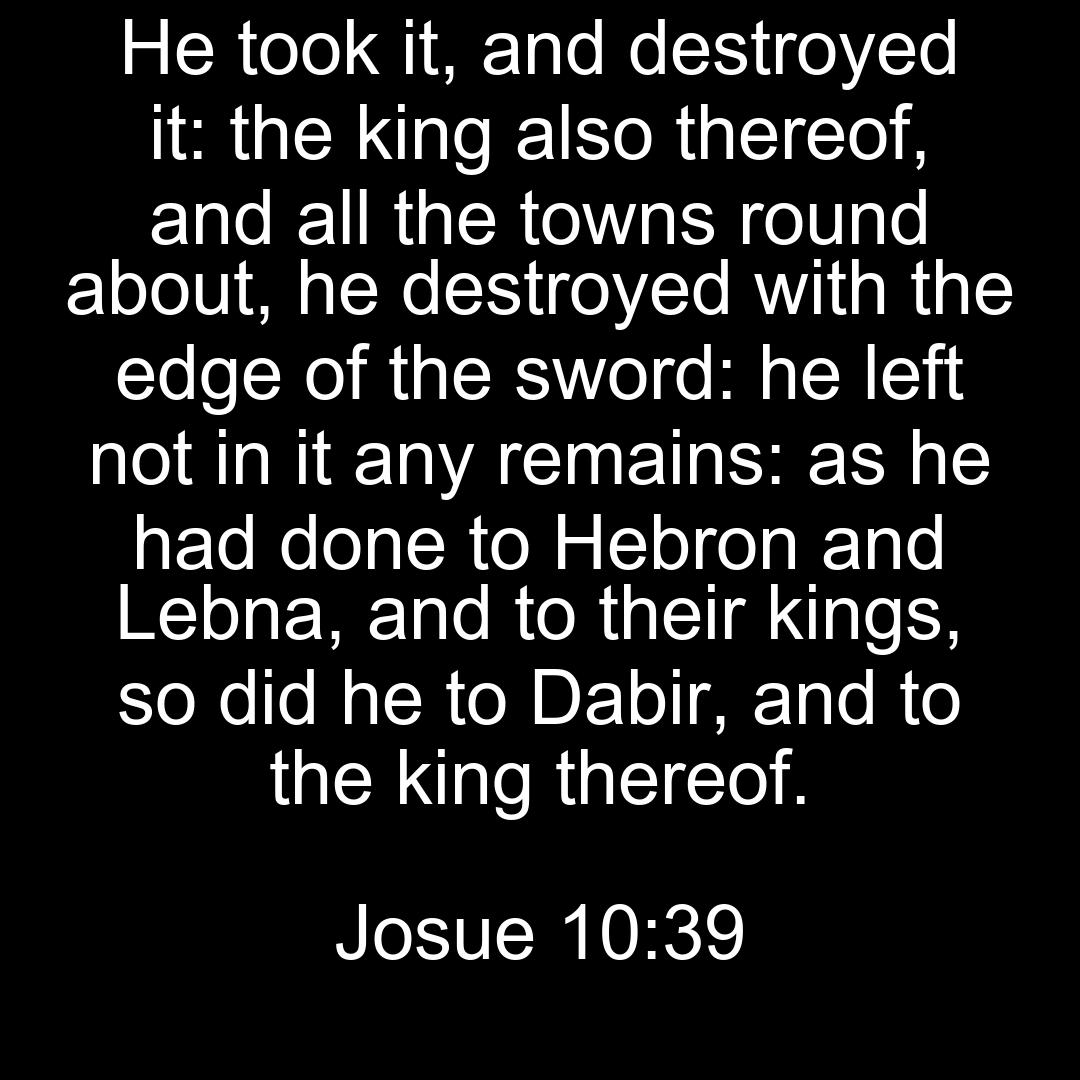 He took it, and destroyed
it: the king also thereof,
and all the towns round
about, he destroyed with the
edge of the sword: he left
not in it any remains: as he
had done to Hebron and
Lebna, and to their kings,
so did he to Dabir, and to
the king thereof.
Josue 10:39